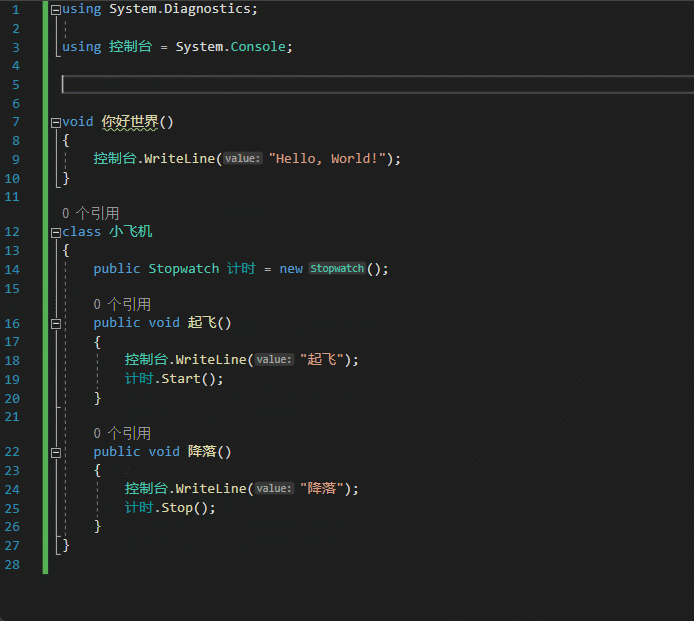 1 using System.Diagnostics;
2
3 using 控制台 = System.Console;
4
5
6
7 void 你好世界()
8 {
9 控制台.WriteLine(value: "Hello, World!");
10 }
11
0 个引用
12 class 小飞机
13 {
14 public Stopwatch 计时 = new Stopwatch();
15
0 个引用
16 public void 起飞()
17 {
18 控制台.WriteLine(value: "起飞");
19 计时.Start();
20 }
21
0 个引用
22 public void 降落()
23 {
24 控制台.WriteLine(value: "降落");
25 计时.Stop();
26 }
27 }
28